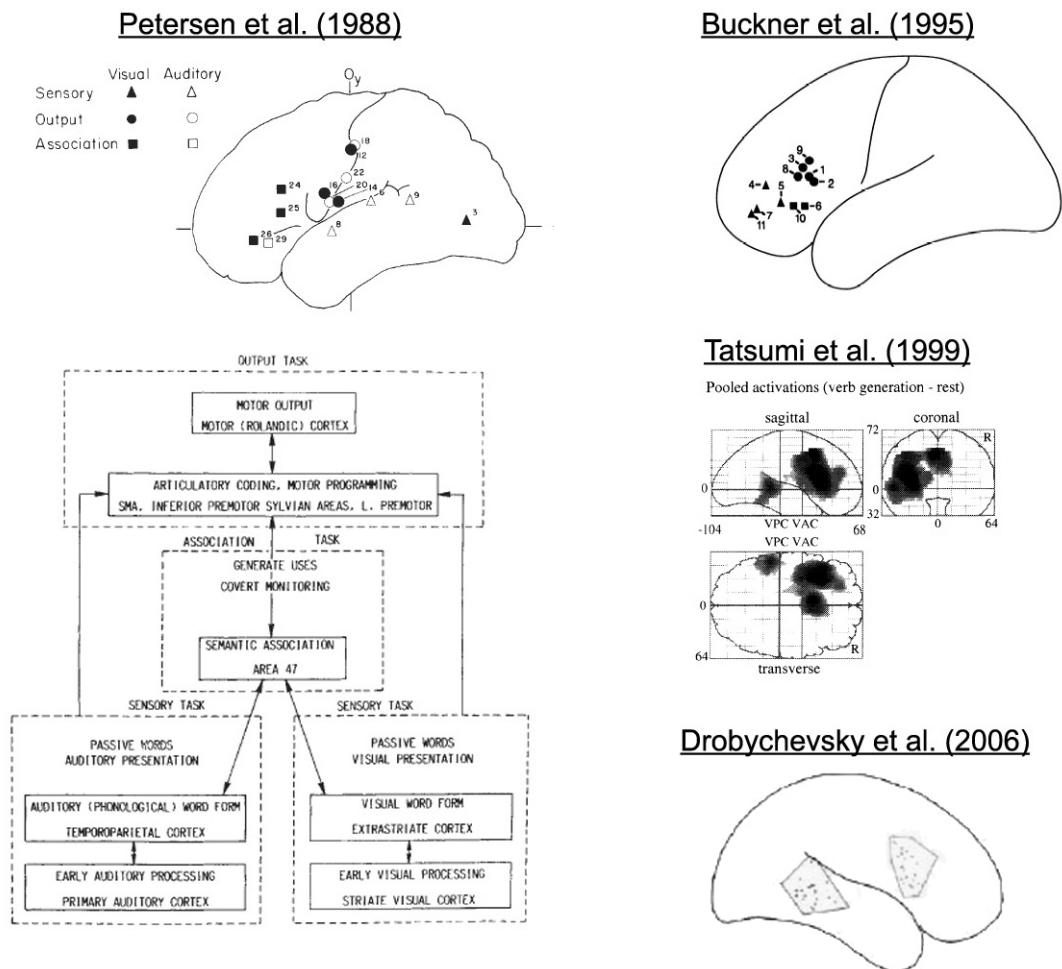 Petersen et al. (1988)
Visual Auditory
Sensory
Output
Association
Oy
18
12
22
16
20
14
6
9
24
25
26
29
8
3
OUTPUT TASK
MOTOR OUTPUT
MOTOR (ROLANDIC) CORTEX
ARTICULATORY CODING, MOTOR PROGRAMMING
SMA, INFERIOR PREMOTOR SYLVIAN AREAS, L. PREMOTOR
ASSOCIATION TASK
GENERATE USES
COVERT MONITORING
SEMANTIC ASSOCIATION
AREA 47
SENSORY TASK
PASSIVE WORDS
AUDITORY PRESENTATION
AUDITORY (PHONOLOGICAL) WORD FORM
TEMPOROPARIETAL CORTEX
EARLY AUDITORY PROCESSING
PRIMARY AUDITORY CORTEX
SENSORY TASK
PASSIVE WORDS
VISUAL PRESENTATION
VISUAL WORD FORM
EXTRASTRIATE CORTEX
EARLY VISUAL PROCESSING
STRIATE VISUAL CORTEX
Buckner et al. (1995)
9
3
1
8
2
4
5
6
7
10
11
Tatsumi et al. (1999)
Pooled activations (verb generation - rest)
sagittal
coronal
72
R
0
0
32
-104
VPC VAC
68
0
64
VPC VAC
0
64
R
transverse
Drobychevsky et al. (2006)